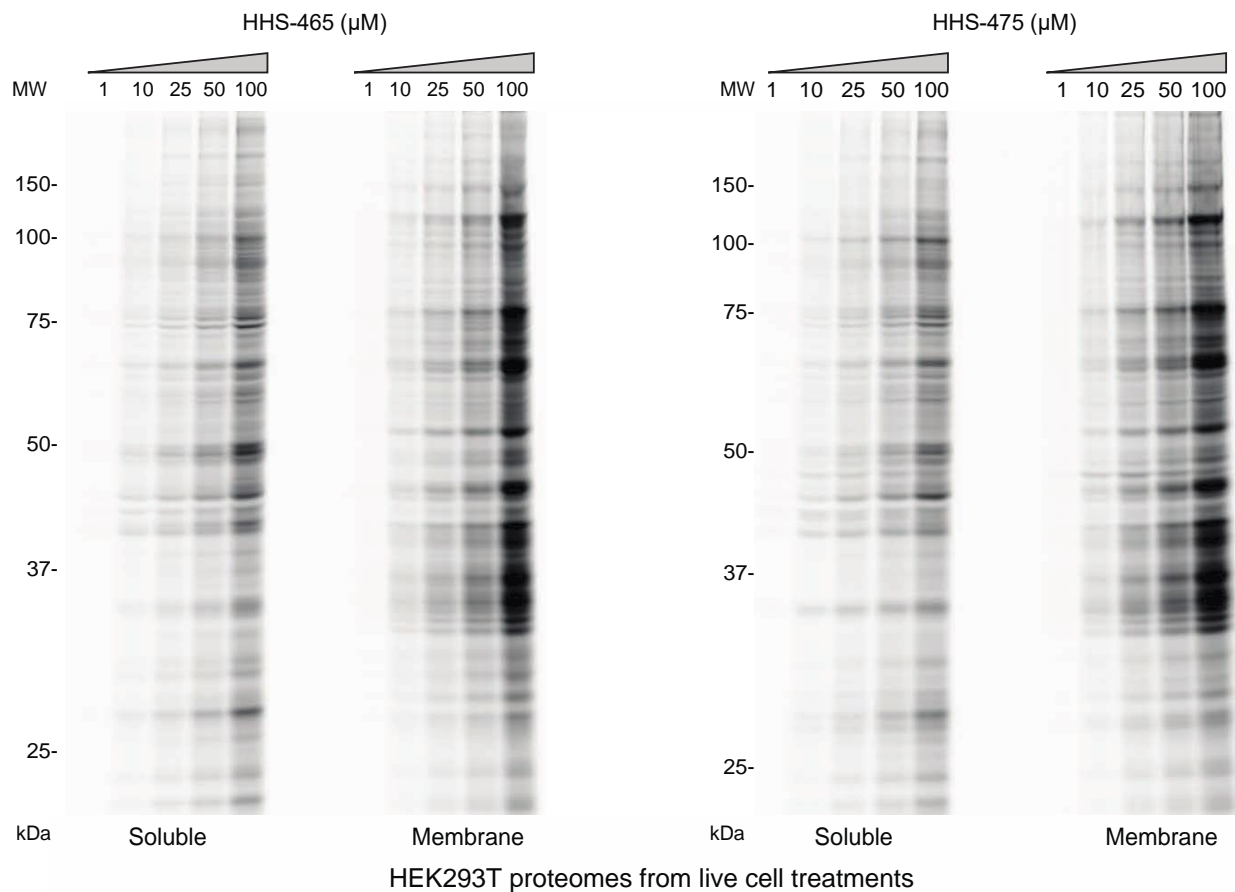 HHS-465 (µM)
HHS-475 (µM)
MW 1 10 25 50 100 1 10 25 50 100 MW 1 10 25 50 100 1 10 25 50 100
150- 150-
100- 100-
75- 75-
50- 50-
37- 37-
25- 25-
kDa Soluble Membrane kDa Soluble Membrane
HEK293T proteomes from live cell treatments